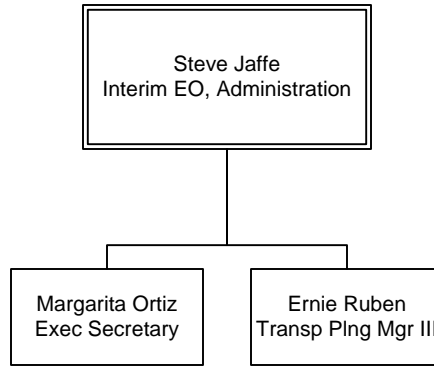 Steve Jaffe
Interim EO, Administration
Margarita Ortiz
Exec Secretary
Ernie Ruben
Transp Plng Mgr III